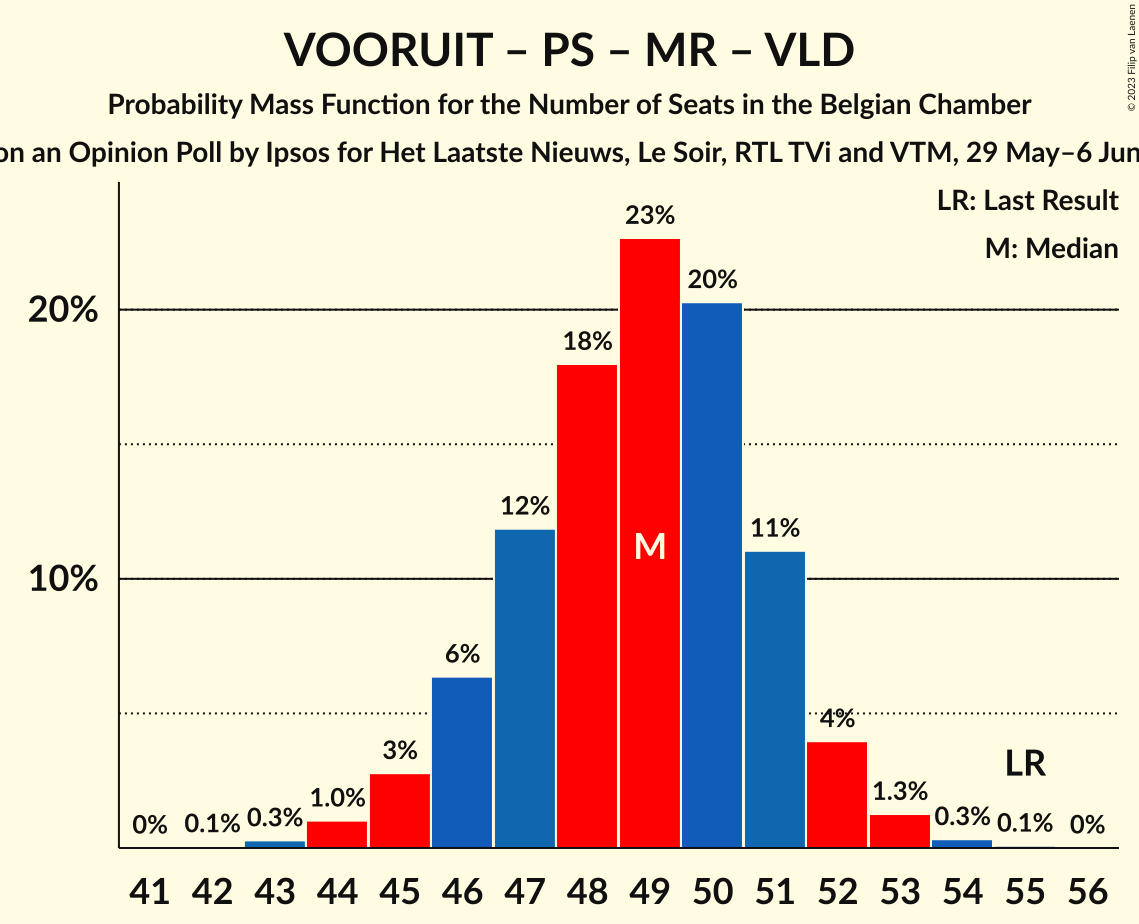 VOORUIT – PS – MR – VLD
Probability Mass Function for the Number of Seats in the Belgian Chamber
on an Opinion Poll by Ipsos for Het Laatste Nieuws, Le Soir, RTL TVi and VTM, 29 May–6 Jun
© 2023 Filip van Laenen
LR: Last Result
M: Median
20%
10%
0% 0.1% 0.3% 1.0% 3% 6% 12% 18% 23% 20% 11% 4% 1.3% 0.3% 0.1% 0%
M
LR
41 42 43 44 45 46 47 48 49 50 51 52 53 54 55 56